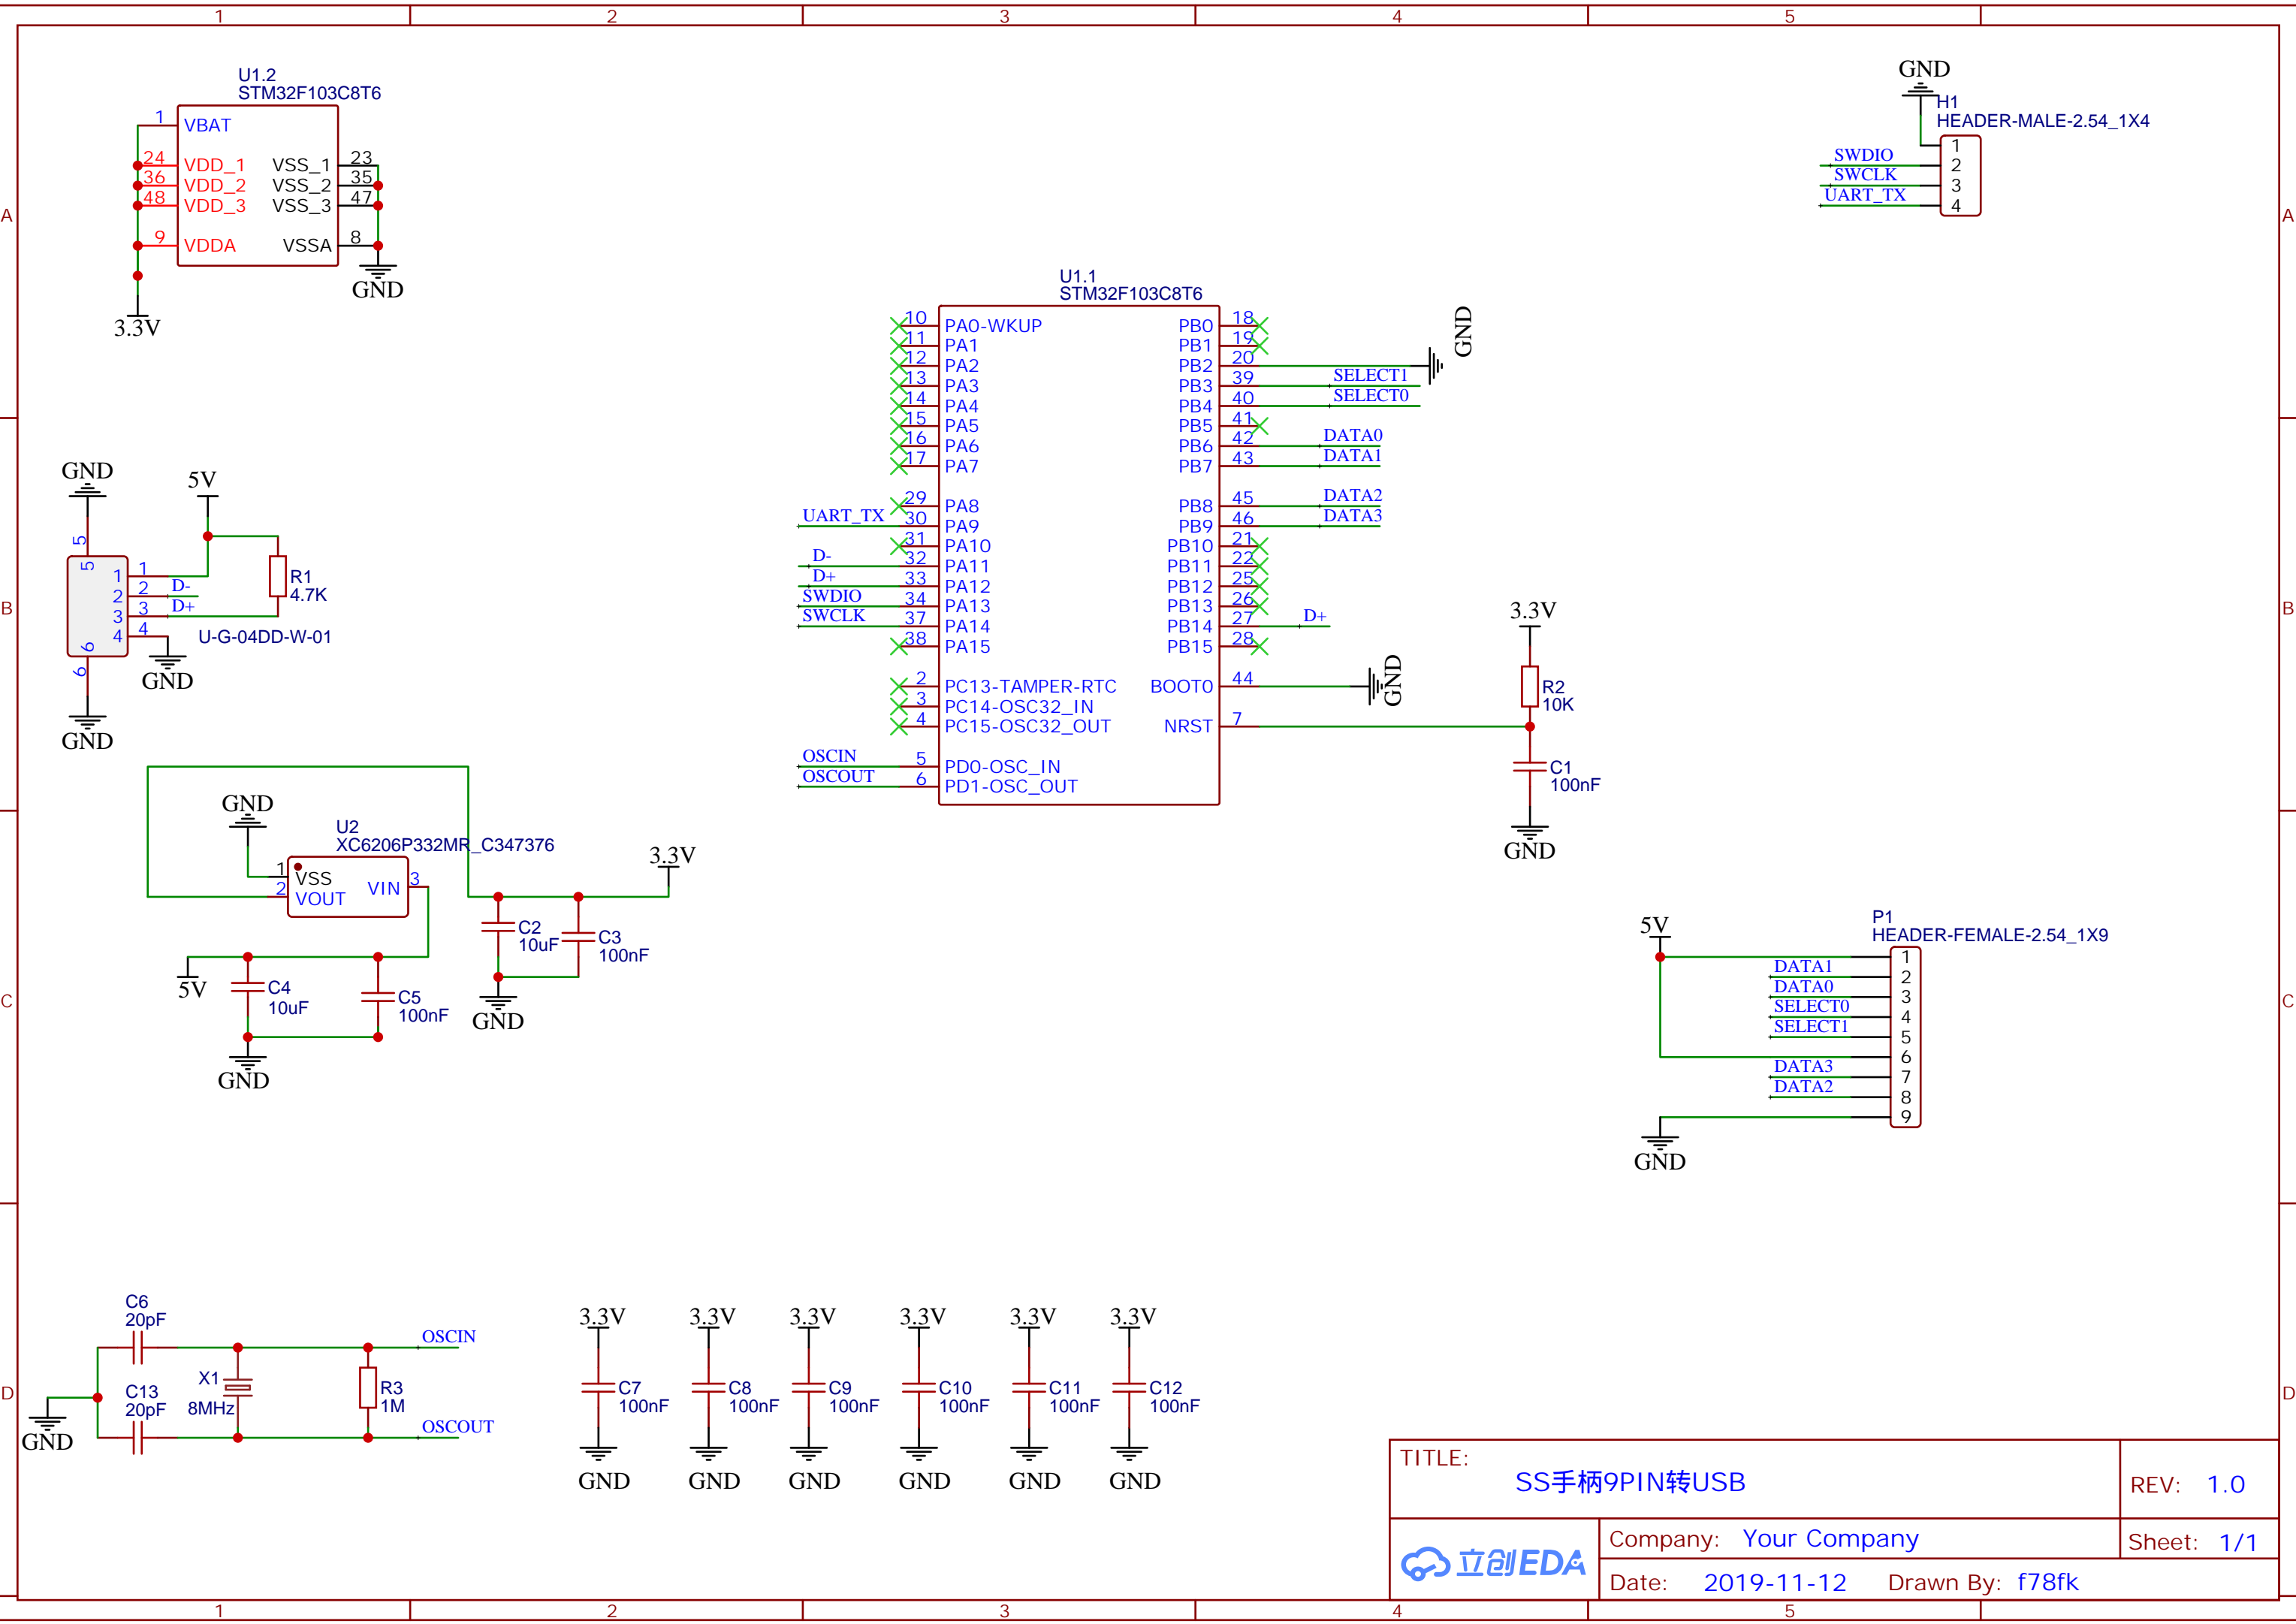 1 2 3 4 5
A
B
C
D
A
B
C
D
U1.2
STM32F103C8T6
1 VBAT
24 VDD_1 VSS_1 23
36 VDD_2 VSS_2 35
48 VDD_3 VSS_3 47
9 VDDA VSSA 8
GND
3.3V
GND
H1
HEADER-MALE-2.54_1X4
SWDIO
SWCLK
UART_TX
1
2
3
4
U1.1
STM32F103C8T6
10 PA0-WKUP PB0 18
11 PA1 PB1 19
12 PA2 PB2 20 GND
13 PA3 PB3 39 SELECT1
14 PA4 PB4 40 SELECT0
15 PA5 PB5 41
16 PA6 PB6 42 DATA0
17 PA7 PB7 43 DATA1
29 PA8 PB8 45 DATA2
UART_TX 30 PA9 PB9 46 DATA3
31 PA10 PB10 21
D- 32 PA11 PB11 22
D+ 33 PA12 PB12 25
SWDIO 34 PA13 PB13 26
SWCLK 37 PA14 PB14 27 D+
38 PA15 PB15 28
2 PC13-TAMPER-RTC BOOT0 44 GND
3 PC14-OSC32_IN
4 PC15-OSC32_OUT NRST 7
OSCIN 5 PD0-OSC_IN
OSCOUT 6 PD1-OSC_OUT
3.3V
R2
10K
C1
100nF
GND
GND
5V
5
5
1 1
2 2 D-
3 3 D+
4 4
6
6
R1
4.7K
U-G-04DD-W-01
GND
GND
GND
U2
XC6206P332MR_C347376
1 VSS
2 VOUT
VIN 3
3.3V
C2
10uF
C3
100nF
GND
5V
C4
10uF
C5
100nF
GND
5V
P1
HEADER-FEMALE-2.54_1X9
1
DATA1 2
DATA0 3
SELECT0 4
SELECT1 5
6
DATA3 7
DATA2 8
9
GND
C6
20pF
OSCIN
X1
8MHz
R3
1M
C13
20pF
OSCOUT
GND
3.3V 3.3V 3.3V 3.3V 3.3V 3.3V
C7 C8 C9 C10 C11 C12
100nF 100nF 100nF 100nF 100nF 100nF
GND GND GND GND GND GND
TITLE:
SS手柄9PIN转USB
REV: 1.0
立创EDA
Company: Your Company
Sheet: 1/1
Date: 2019-11-12 Drawn By: f78fk
1 2 3 4 5